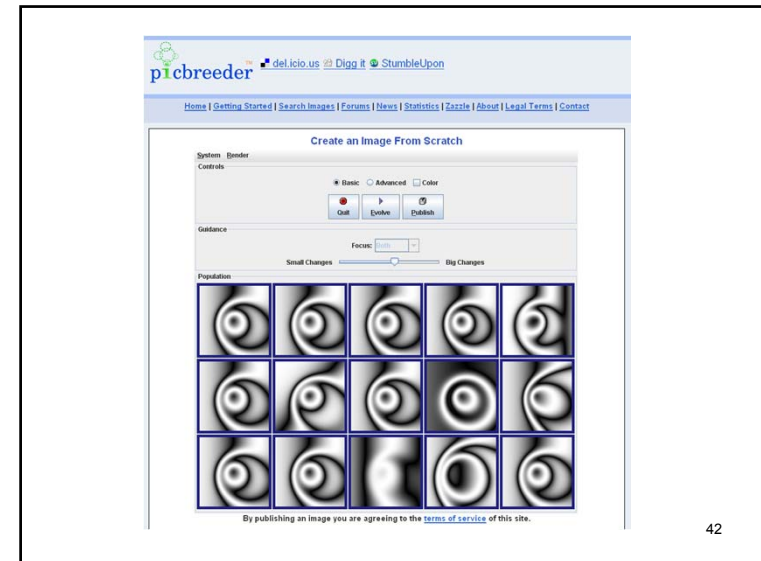 picbreeder™ del.icio.us Digg it StumbleUpon
Home | Getting Started | Search Images | Forums | News | Statistics | Zazzle | About | Legal Terms | Contact
Create an Image From Scratch
System Render
Controls
Basic Advanced Color
Quit Evolve Publish
Guidance
Focus: Both
Small Changes Big Changes
Population
By publishing an image you are agreeing to the terms of service of this site.
42